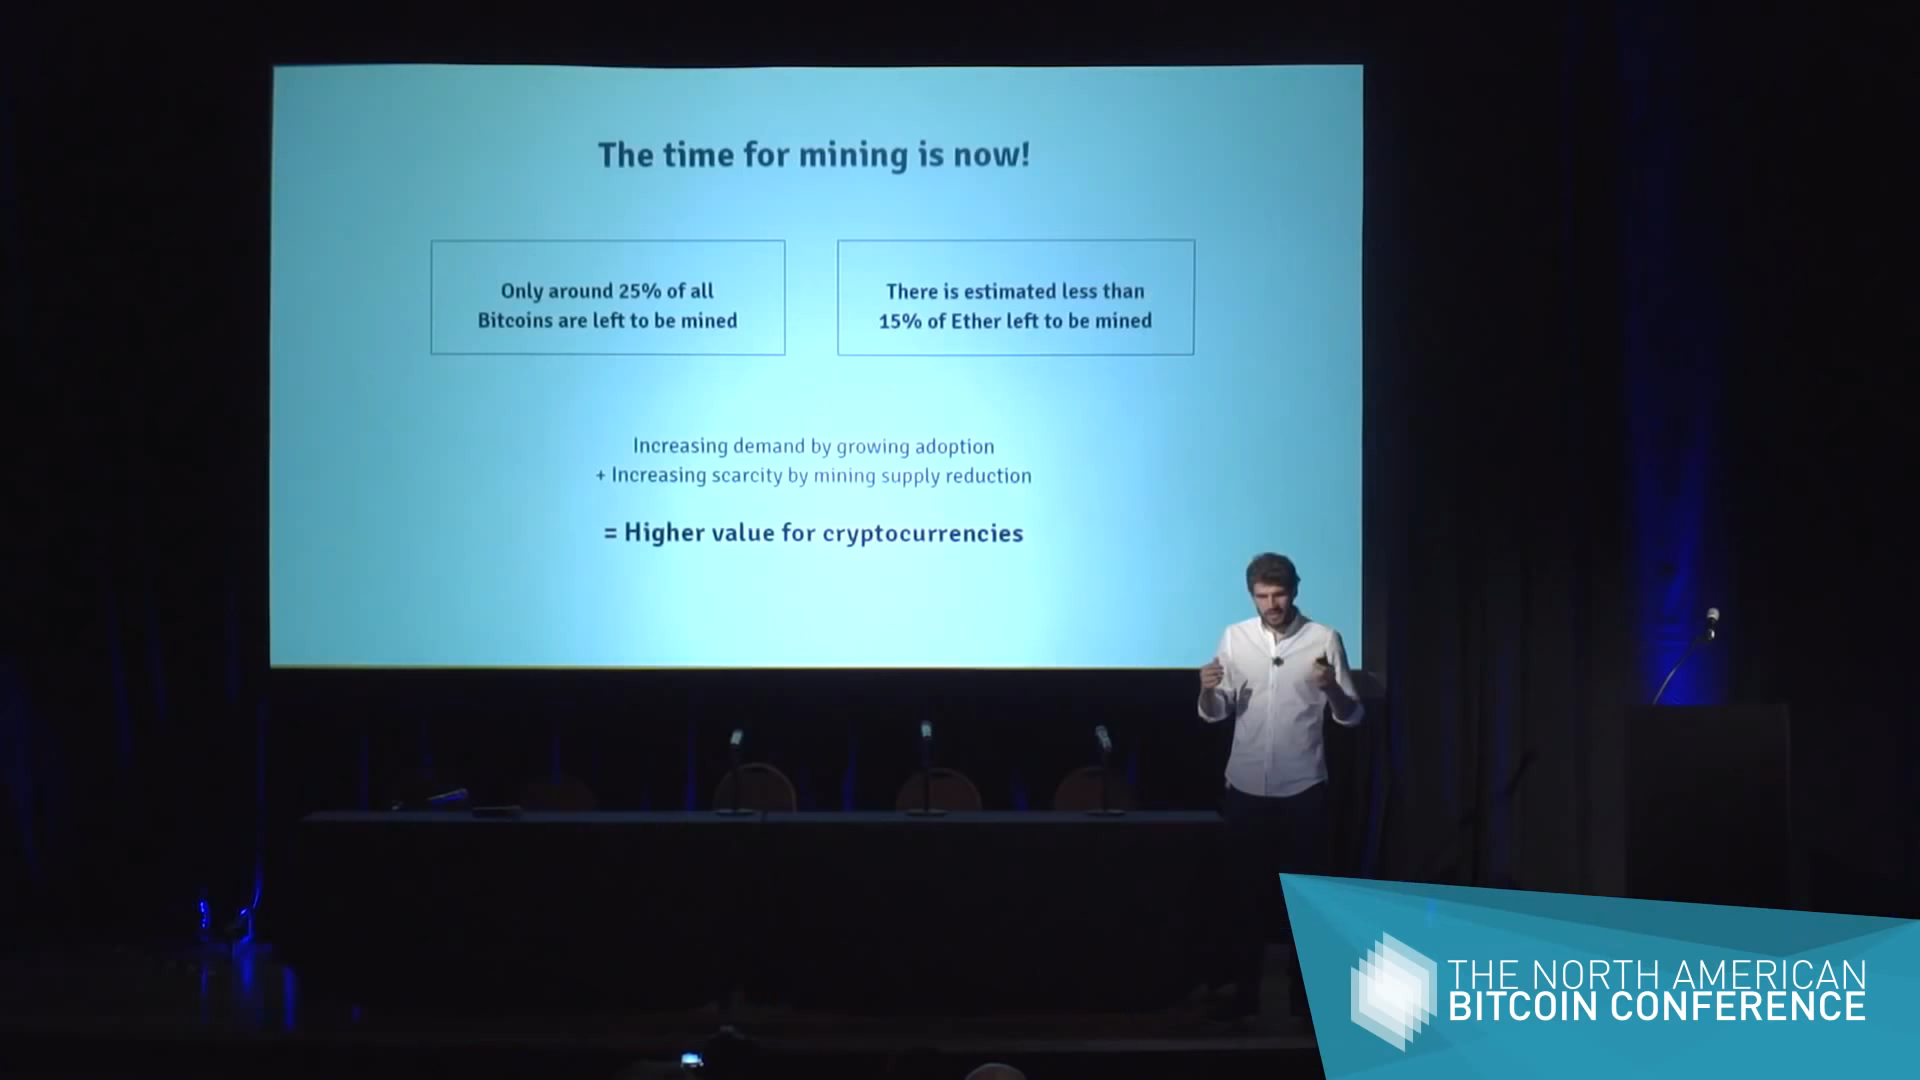 The time for mining is now!
Only around 25% of all
Bitcoins are left to be mined
There is estimated less than
15% of Ether left to be mined
Increasing demand by growing adoption
+ Increasing scarcity by mining supply reduction
= Higher value for cryptocurrencies
THE NORTH AMERICAN
BITCOIN CONFERENCE